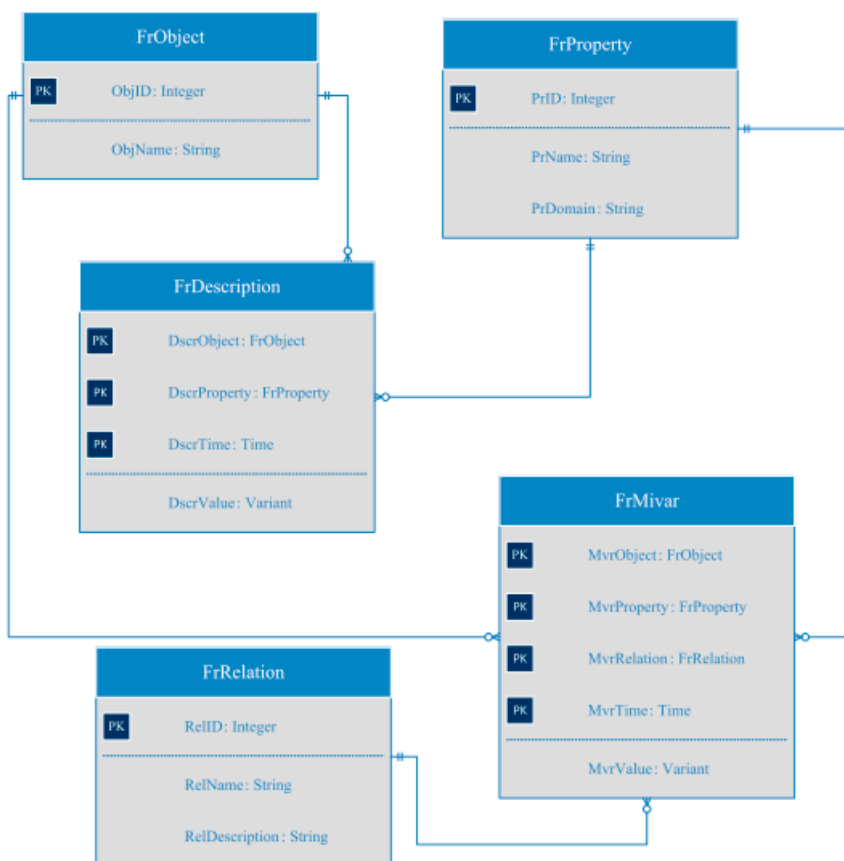 FrObject
PK ObjID: Integer
ObjName: String
FrProperty
PK PrID: Integer
PrName: String
PrDomain: String
FrDescription
PK DscrObject: FrObject
PK DscrProperty: FrProperty
PK DscrTime: Time
DscrValue: Variant
FrMivar
PK MvrObject: FrObject
PK MvrProperty: FrProperty
PK MvrRelation: FrRelation
PK MvrTime: Time
MvrValue: Variant
FrRelation
PK RelID: Integer
RelName: String
RelDescription: String